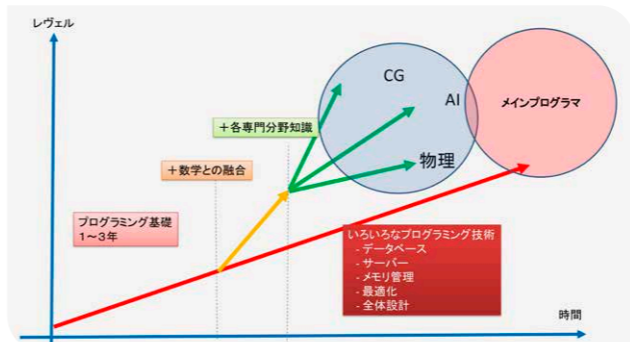 レヴェル
CG
AI
メインプログラマ
＋各専門分野知識
物理
＋数学との融合
プログラミング基礎
1～3年
いろいろなプログラミング技術
- データベース
- サーバー
- メモリ管理
- 最適化
- 全体設計
時間